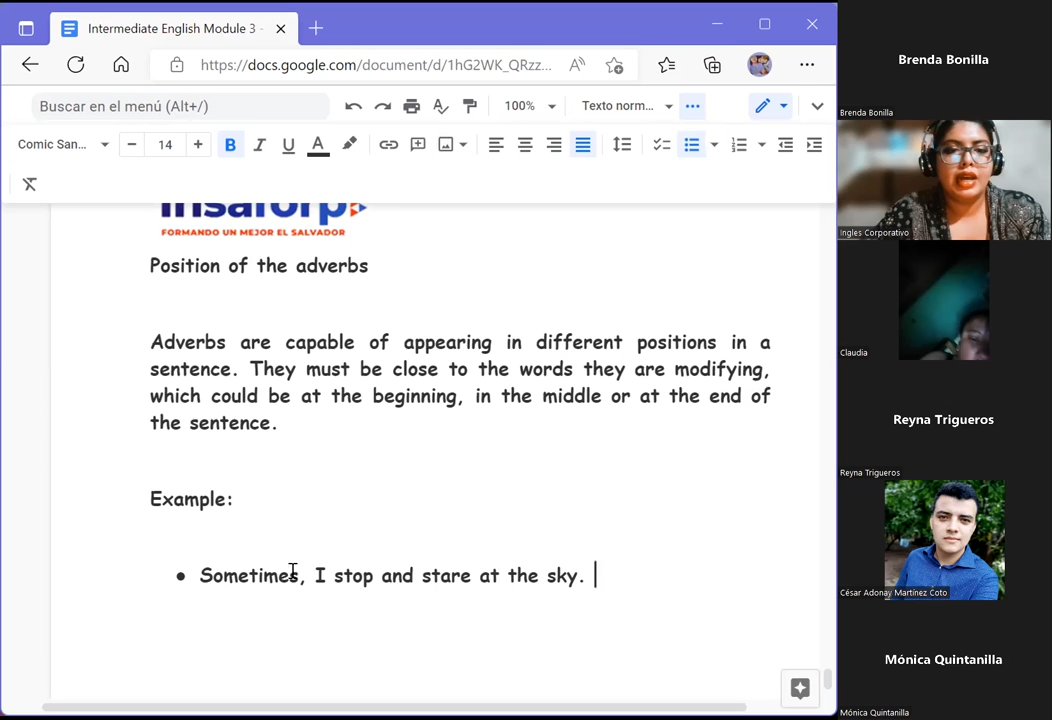 Intermediate English Module 3 -
https://docs.google.com/document/d/1hG2WK_QRzz...
Buscar en el menú (Alt+/)
100%
Texto norm...
Comic San...
14
insaforp
FORMANDO UN MEJOR EL SALVADOR
Position of the adverbs
Adverbs are capable of appearing in different positions in a
sentence. They must be close to the words they are modifying,
which could be at the beginning, in the middle or at the end of
the sentence.
Example:
• Sometimes, I stop and stare at the sky.
Brenda Bonilla
Brenda Bonilla
Ingles Corporativo
Claudia
Reyna Trigueros
Reyna Trigueros
César Adonay Martínez Coto
Mónica Quintanilla
Mónica Quintanilla